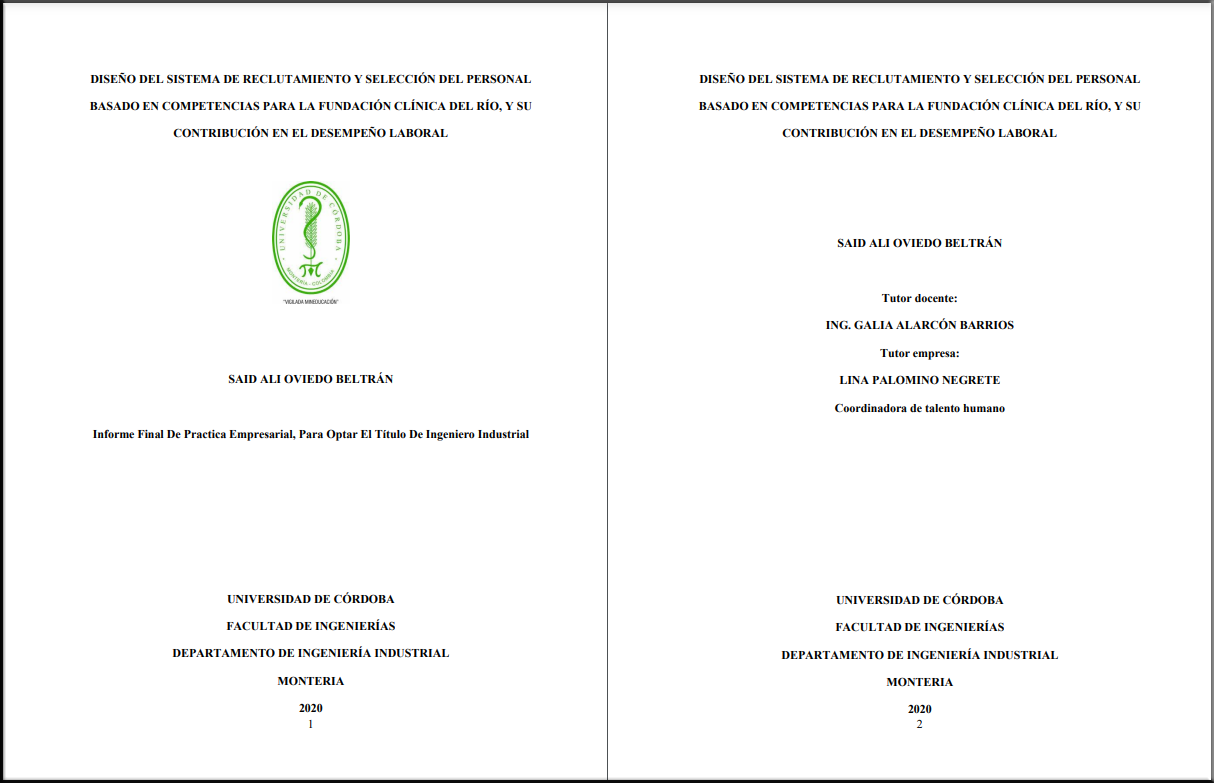 DISEÑO DEL SISTEMA DE RECLUTAMIENTO Y SELECCIÓN DEL PERSONAL
BASADO EN COMPETENCIAS PARA LA FUNDACIÓN CLÍNICA DEL RÍO, Y SU
CONTRIBUCIÓN EN EL DESEMPEÑO LABORAL
UNIVERSIDAD DE CÓRDOBA
MONTERÍA - COLOMBIA
"VIGILADA MINEDUCACIÓN"
SAID ALI OVIEDO BELTRÁN
Informe Final De Practica Empresarial, Para Optar El Título De Ingeniero Industrial
UNIVERSIDAD DE CÓRDOBA
FACULTAD DE INGENIERÍAS
DEPARTAMENTO DE INGENIERÍA INDUSTRIAL
MONTERIA
2020
1
DISEÑO DEL SISTEMA DE RECLUTAMIENTO Y SELECCIÓN DEL PERSONAL
BASADO EN COMPETENCIAS PARA LA FUNDACIÓN CLÍNICA DEL RÍO, Y SU
CONTRIBUCIÓN EN EL DESEMPEÑO LABORAL
SAID ALI OVIEDO BELTRÁN
Tutor docente:
ING. GALIA ALARCÓN BARRIOS
Tutor empresa:
LINA PALOMINO NEGRETE
Coordinadora de talento humano
UNIVERSIDAD DE CÓRDOBA
FACULTAD DE INGENIERÍAS
DEPARTAMENTO DE INGENIERÍA INDUSTRIAL
MONTERIA
2020
2